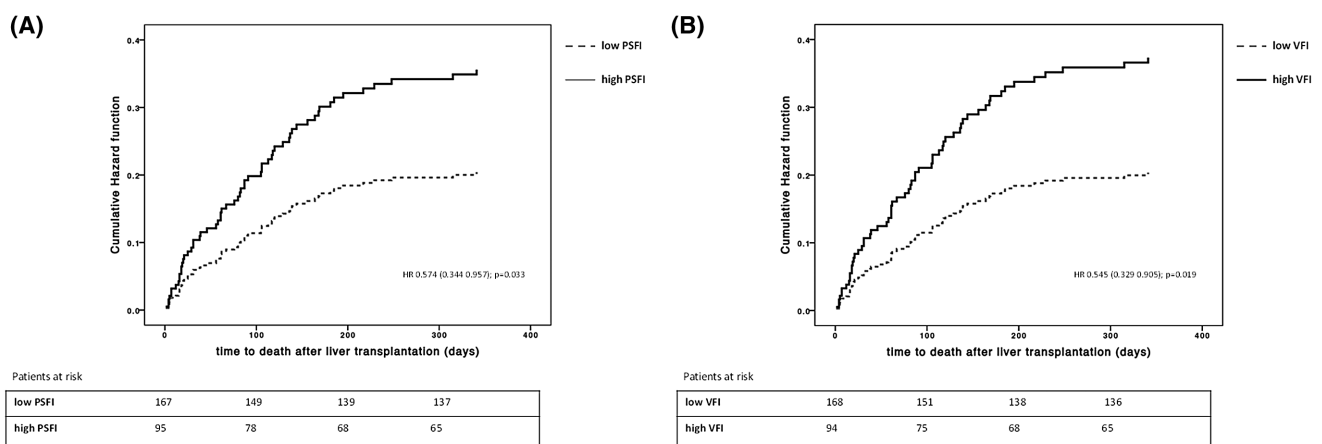 (A)
0.4
0.3
0.2
0.1
0.0
Cumulative Hazard function
0 100 200 300 400
time to death after liver transplantation (days)
HR 0.574 (0.344 0.957); p=0.033
low PSFI
high PSFI
Patients at risk
low PSFI 167 149 139 137
high PSFI 95 78 68 65
(B)
0.4
0.3
0.2
0.1
0.0
Cumulative Hazard function
0 100 200 300 400
time to death after liver transplantation (days)
HR 0.545 (0.329 0.905); p=0.019
low VFI
high VFI
Patients at risk
low VFI 168 151 138 136
high VFI 94 75 68 65